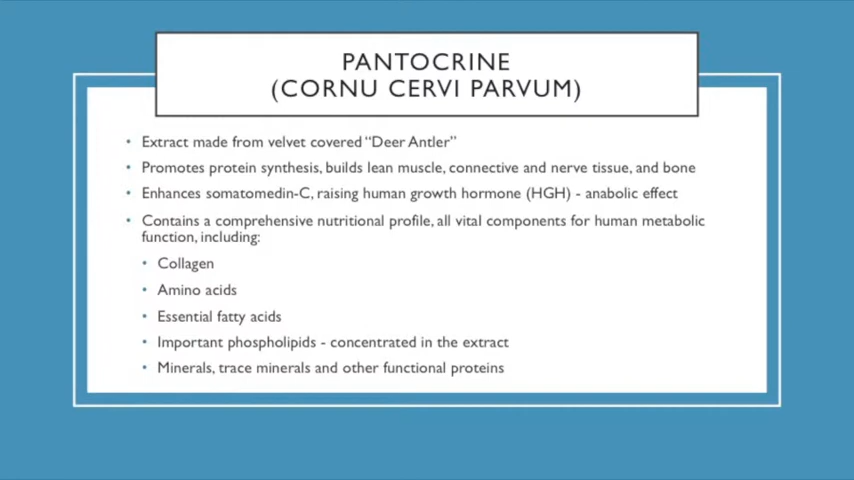 PANTOCRINE
(CORNU CERVI PARVUM)
• Extract made from velvet covered “Deer Antler”
• Promotes protein synthesis, builds lean muscle, connective and nerve tissue, and bone
• Enhances somatomedin-C, raising human growth hormone (HGH) - anabolic effect
• Contains a comprehensive nutritional profile, all vital components for human metabolic
function, including:
• Collagen
• Amino acids
• Essential fatty acids
• Important phospholipids - concentrated in the extract
• Minerals, trace minerals and other functional proteins